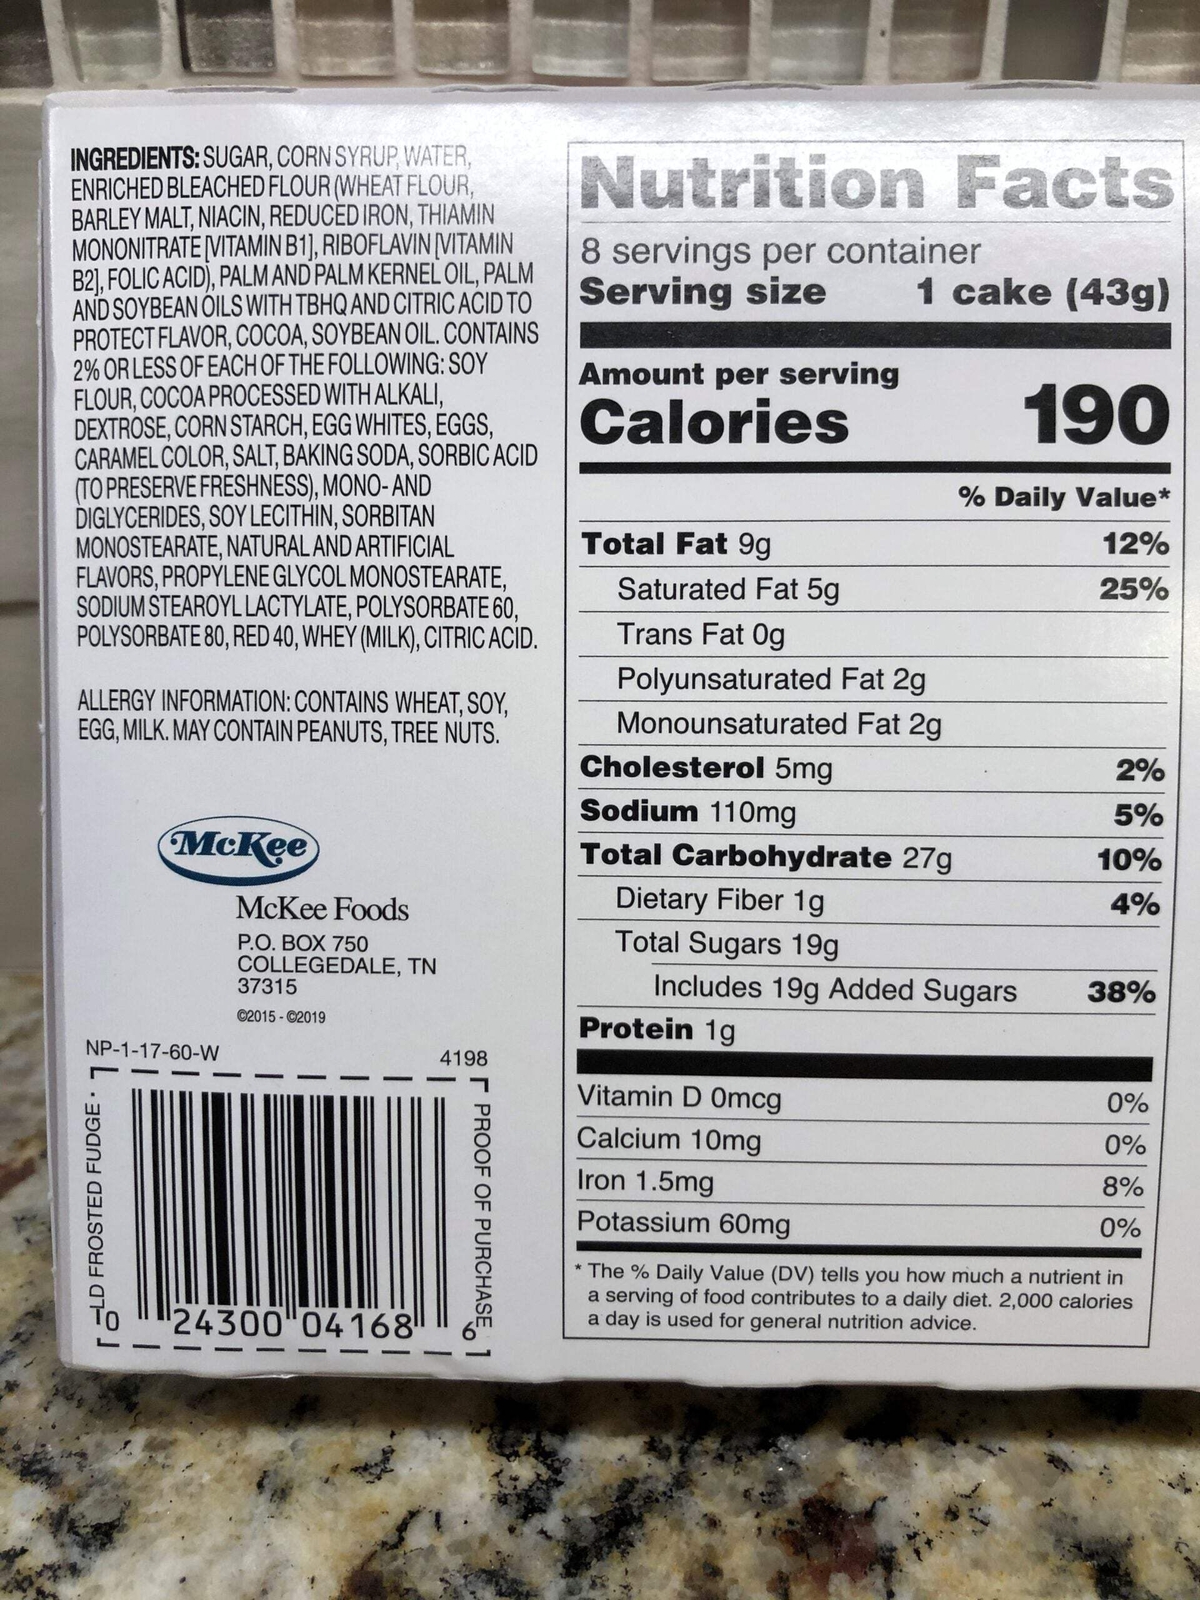 INGREDIENTS: SUGAR, CORN SYRUP, WATER,
ENRICHED BLEACHED FLOUR (WHEAT FLOUR,
BARLEY MALT, NIACIN, REDUCED IRON, THIAMIN
MONONITRATE [VITAMIN B1], RIBOFLAVIN [VITAMIN
B2], FOLIC ACID), PALM AND PALM KERNEL OIL, PALM
AND SOYBEAN OILS WITH TBHQ AND CITRIC ACID TO
PROTECT FLAVOR, COCOA, SOYBEAN OIL. CONTAINS
2% OR LESS OF EACH OF THE FOLLOWING: SOY
FLOUR, COCOA PROCESSED WITH ALKALI,
DEXTROSE, CORN STARCH, EGG WHITES, EGGS,
CARAMEL COLOR, SALT, BAKING SODA, SORBIC ACID
(TO PRESERVE FRESHNESS), MONO- AND
DIGLYCERIDES, SOY LECITHIN, SORBITAN
MONOSTEARATE, NATURAL AND ARTIFICIAL
FLAVORS, PROPYLENE GLYCOL MONOSTEARATE,
SODIUM STEAROYL LACTYLATE, POLYSORBATE 60,
POLYSORBATE 80, RED 40, WHEY (MILK), CITRIC ACID.
ALLERGY INFORMATION: CONTAINS WHEAT, SOY,
EGG, MILK. MAY CONTAIN PEANUTS, TREE NUTS.
McKee
McKee Foods
P.O. BOX 750
COLLEGEDALE, TN
37315
©2015 - ©2019
NP-1-17-60-W 4198
LD FROSTED FUDGE
PROOF OF PURCHASE
0 24300 04168 6
Nutrition Facts
8 servings per container
Serving size 1 cake (43g)
Amount per serving
Calories 190
% Daily Value*
Total Fat 9g 12%
Saturated Fat 5g 25%
Trans Fat 0g
Polyunsaturated Fat 2g
Monounsaturated Fat 2g
Cholesterol 5mg 2%
Sodium 110mg 5%
Total Carbohydrate 27g 10%
Dietary Fiber 1g 4%
Total Sugars 19g
Includes 19g Added Sugars 38%
Protein 1g
Vitamin D 0mcg 0%
Calcium 10mg 0%
Iron 1.5mg 8%
Potassium 60mg 0%
* The % Daily Value (DV) tells you how much a nutrient in
a serving of food contributes to a daily diet. 2,000 calories
a day is used for general nutrition advice.